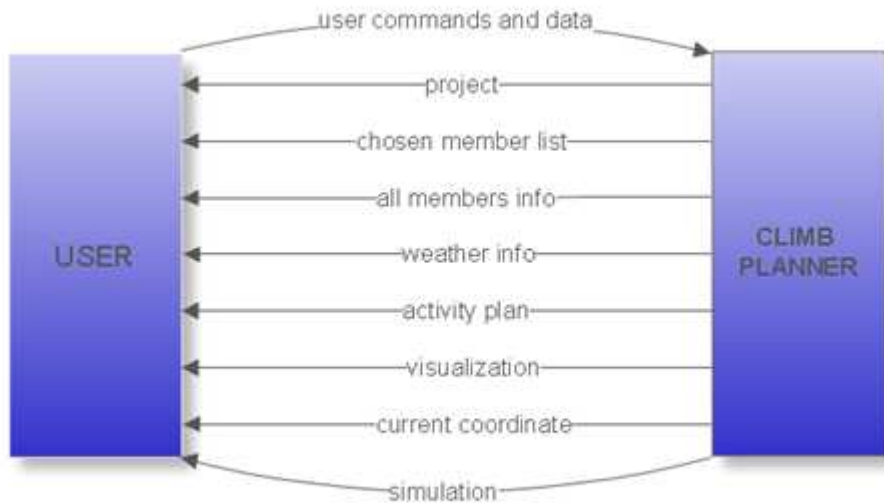 user commands and data
project
chosen member list
all members info
weather info
activity plan
visualization
current coordinate
simulation
USER
CLIMB
PLANNER